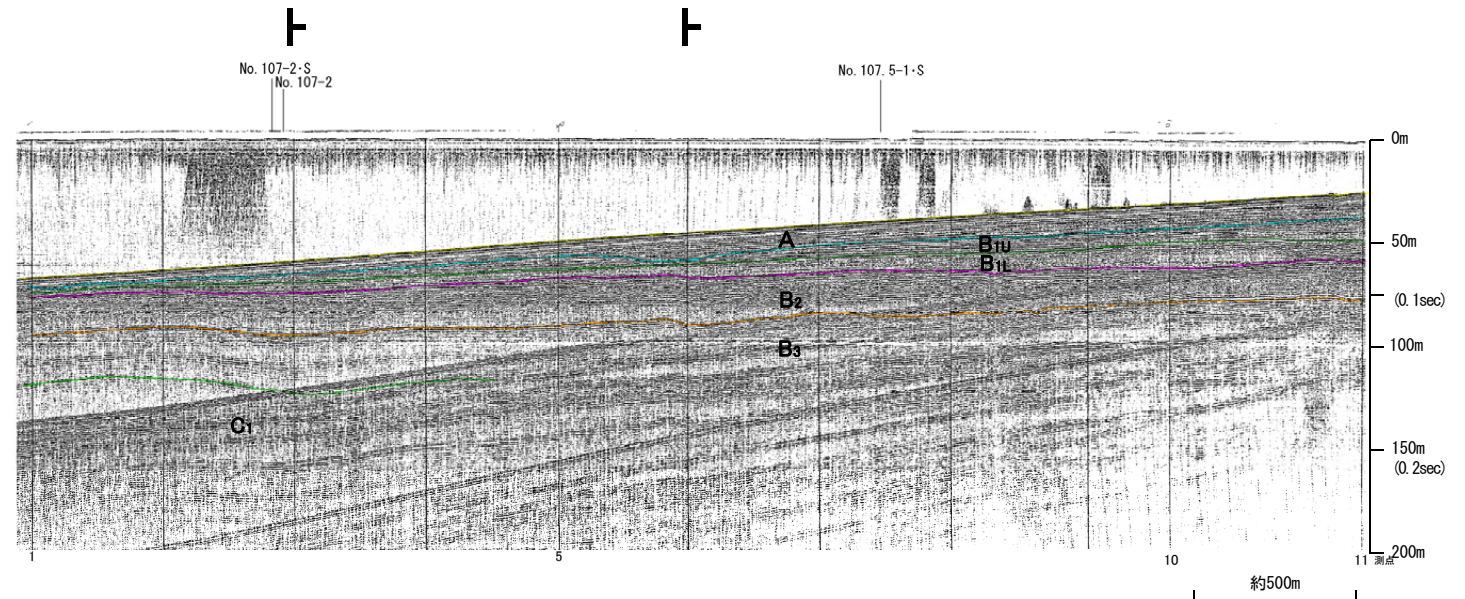 No. 107-2・S
No. 107-2
No. 107. 5-1・S
0m
A
B1U
50m
B1L
B2
(0.1sec)
B3
100m
C1
150m
(0.2sec)
200m
1
5
10
11 測点
約500m